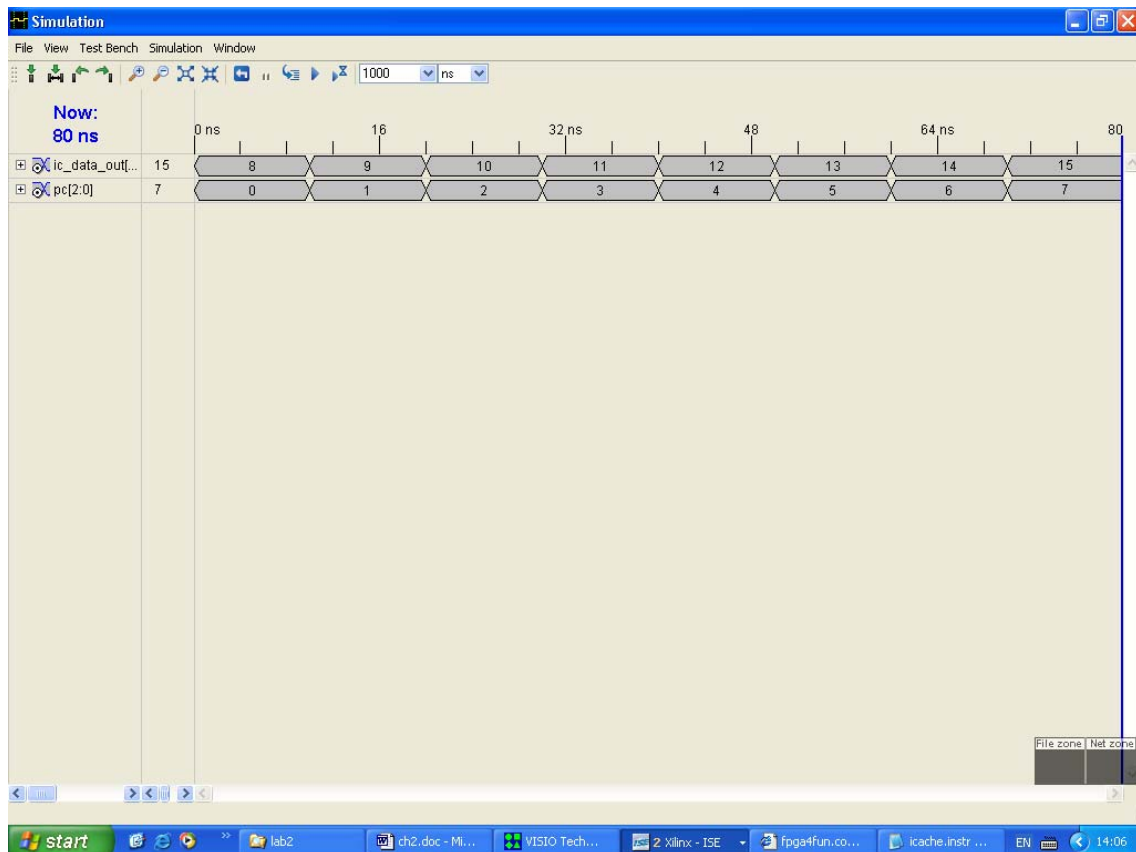 Simulation
File View Test Bench Simulation Window
1000 ns
Now:
80 ns
0 ns 16 32 ns 48 64 ns 80
ic_data_out[... 15 8 9 10 11 12 13 14 15
pc[2:0] 7 0 1 2 3 4 5 6 7
File zone Net zone
start lab2 ch2.doc - Mi... VISIO Tech... 2 Xilinx - ISE fpga4fun.co... icache.instr ... EN 14:06